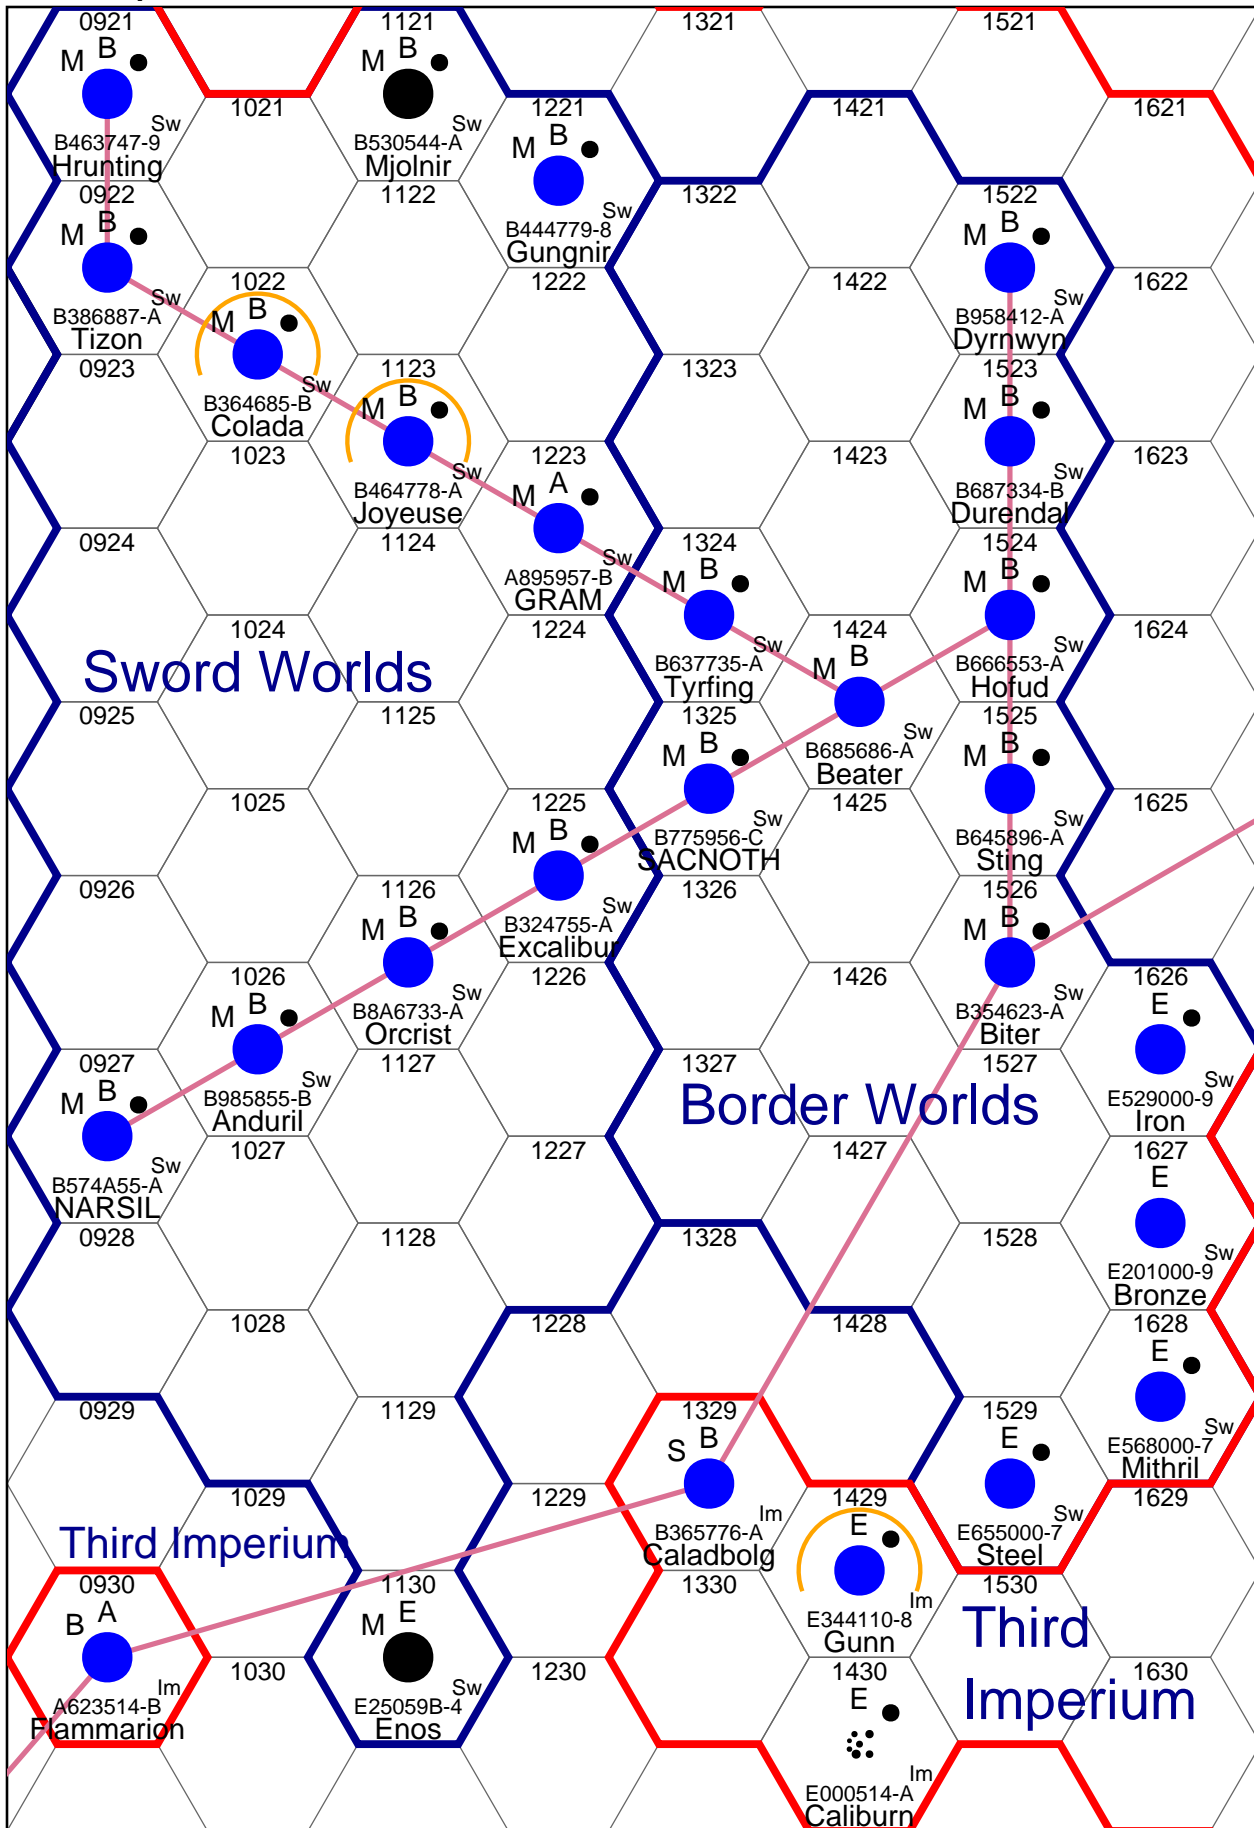 0921 1121 1321 1521
M B M B
1021 1221 1421 1621
Sw Sw
B463747-9 B530544-A M B
Hrunting Mjolnir
0922 1122 1322 1522
M B Sw M B
B444779-8
Gungnir
1022 1222 1422 1622
Sw M B Sw
B386887-A B958412-A
Tizon Dyrnwyn
0923 1123 1323 1523
Sw M B M B
B364685-B
Colada
1023 1223 1423 1623
Sw M A Sw
B464778-A B687334-B
Joyeuse Durendal
0924 1124 1324 1524
Sw M B M B
A895957-B
GRAM
1024 1224 1424 1624
Sword Worlds Sw M B Sw
B637735-A B666553-A
Tyrfing Hofud
0925 1125 1325 1525
M B Sw M B
B685686-A
Beater
1025 1225 1425 1625
M B Sw Sw
B775956-C B645896-A
SACNOTH Sting
0926 1126 1326 1526
M B Sw M B
B324755-A
Excalibur
1026 1226 1426 1626
M B Sw Sw E
B8A6733-A B354623-A
Orcrist Biter
0927 1127 1327 1527
M B Sw Border Worlds Sw
B985855-B E529000-9
Anduril Iron
1027 1227 1427 1627
Sw E
B574A55-A
NARSIL
0928 1128 1328 1528
Sw
E201000-9
Bronze
1028 1228 1428 1628
E
0929 1129 1329 1529
S B E Sw
E568000-7
Mithril
1029 1229 1429 1629
Im E Sw
Third Imperium B365776-A E655000-7
Caladbolg Steel
0930 1130 1330 1530
B A M E Im
E344110-8 Third
Gunn
1030 1230 1430 1630
Im Sw E Imperium
A623514-B E25059B-4
Flammarion Enos
Im
E000514-A
Caliburn